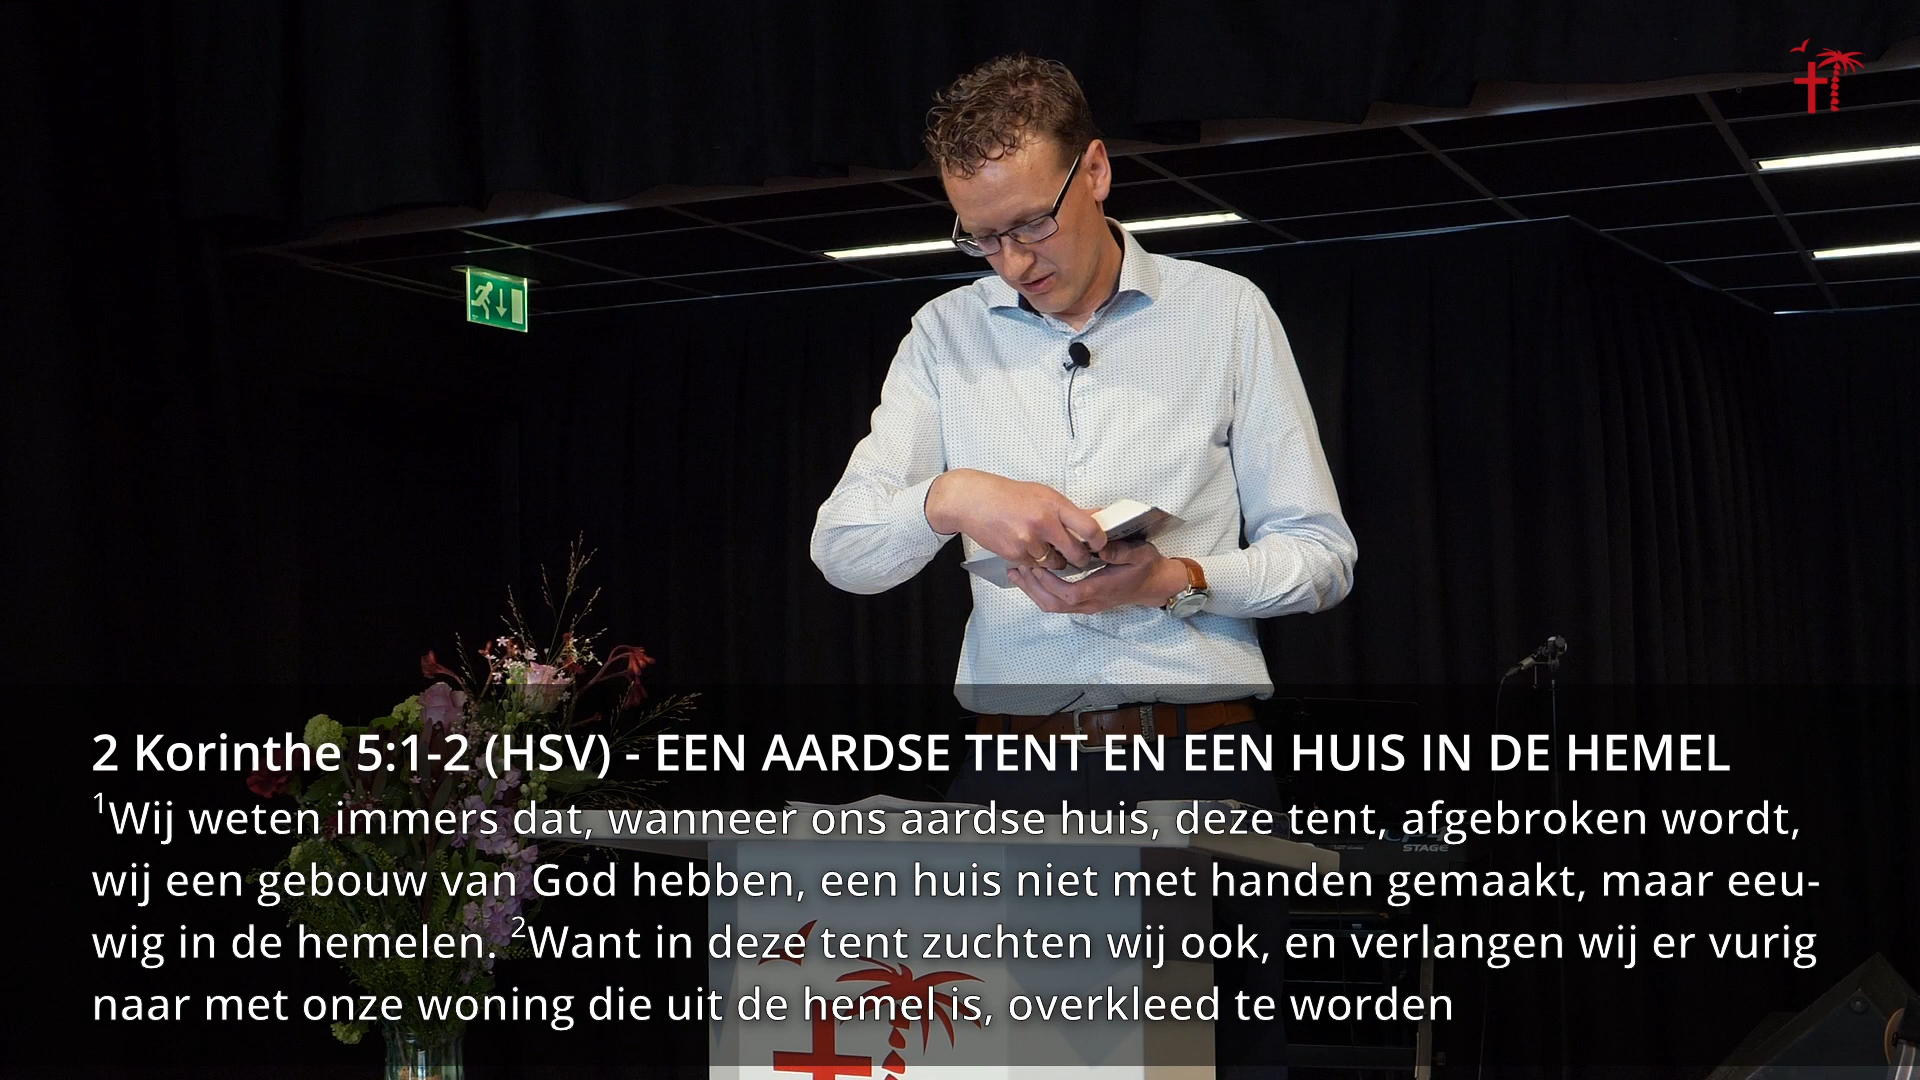 2 Korinthe 5:1-2 (HSV) - EEN AARDSE TENT EN EEN HUIS IN DE HEMEL
¹Wij weten immers dat, wanneer ons aardse huis, deze tent, afgebroken wordt,
wij een gebouw van God hebben, een huis niet met handen gemaakt, maar eeu-
wig in de hemelen. ²Want in deze tent zuchten wij ook, en verlangen wij er vurig
naar met onze woning die uit de hemel is, overkleed te worden
STAGE